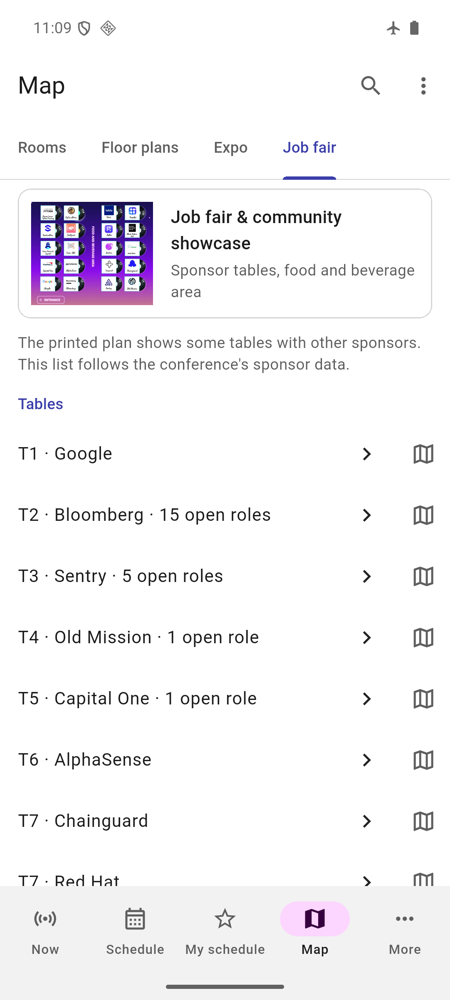 11:09
Map
Rooms
Floor plans
Expo
Job fair
Job fair & community
showcase
Sponsor tables, food and beverage
area
The printed plan shows some tables with other sponsors.
This list follows the conference's sponsor data.
Tables
T1 · Google
T2 · Bloomberg · 15 open roles
T3 · Sentry · 5 open roles
T4 · Old Mission · 1 open role
T5 · Capital One · 1 open role
T6 · AlphaSense
T7 · Chainguard
T7 · Red Hat
Now
Schedule
My schedule
Map
More